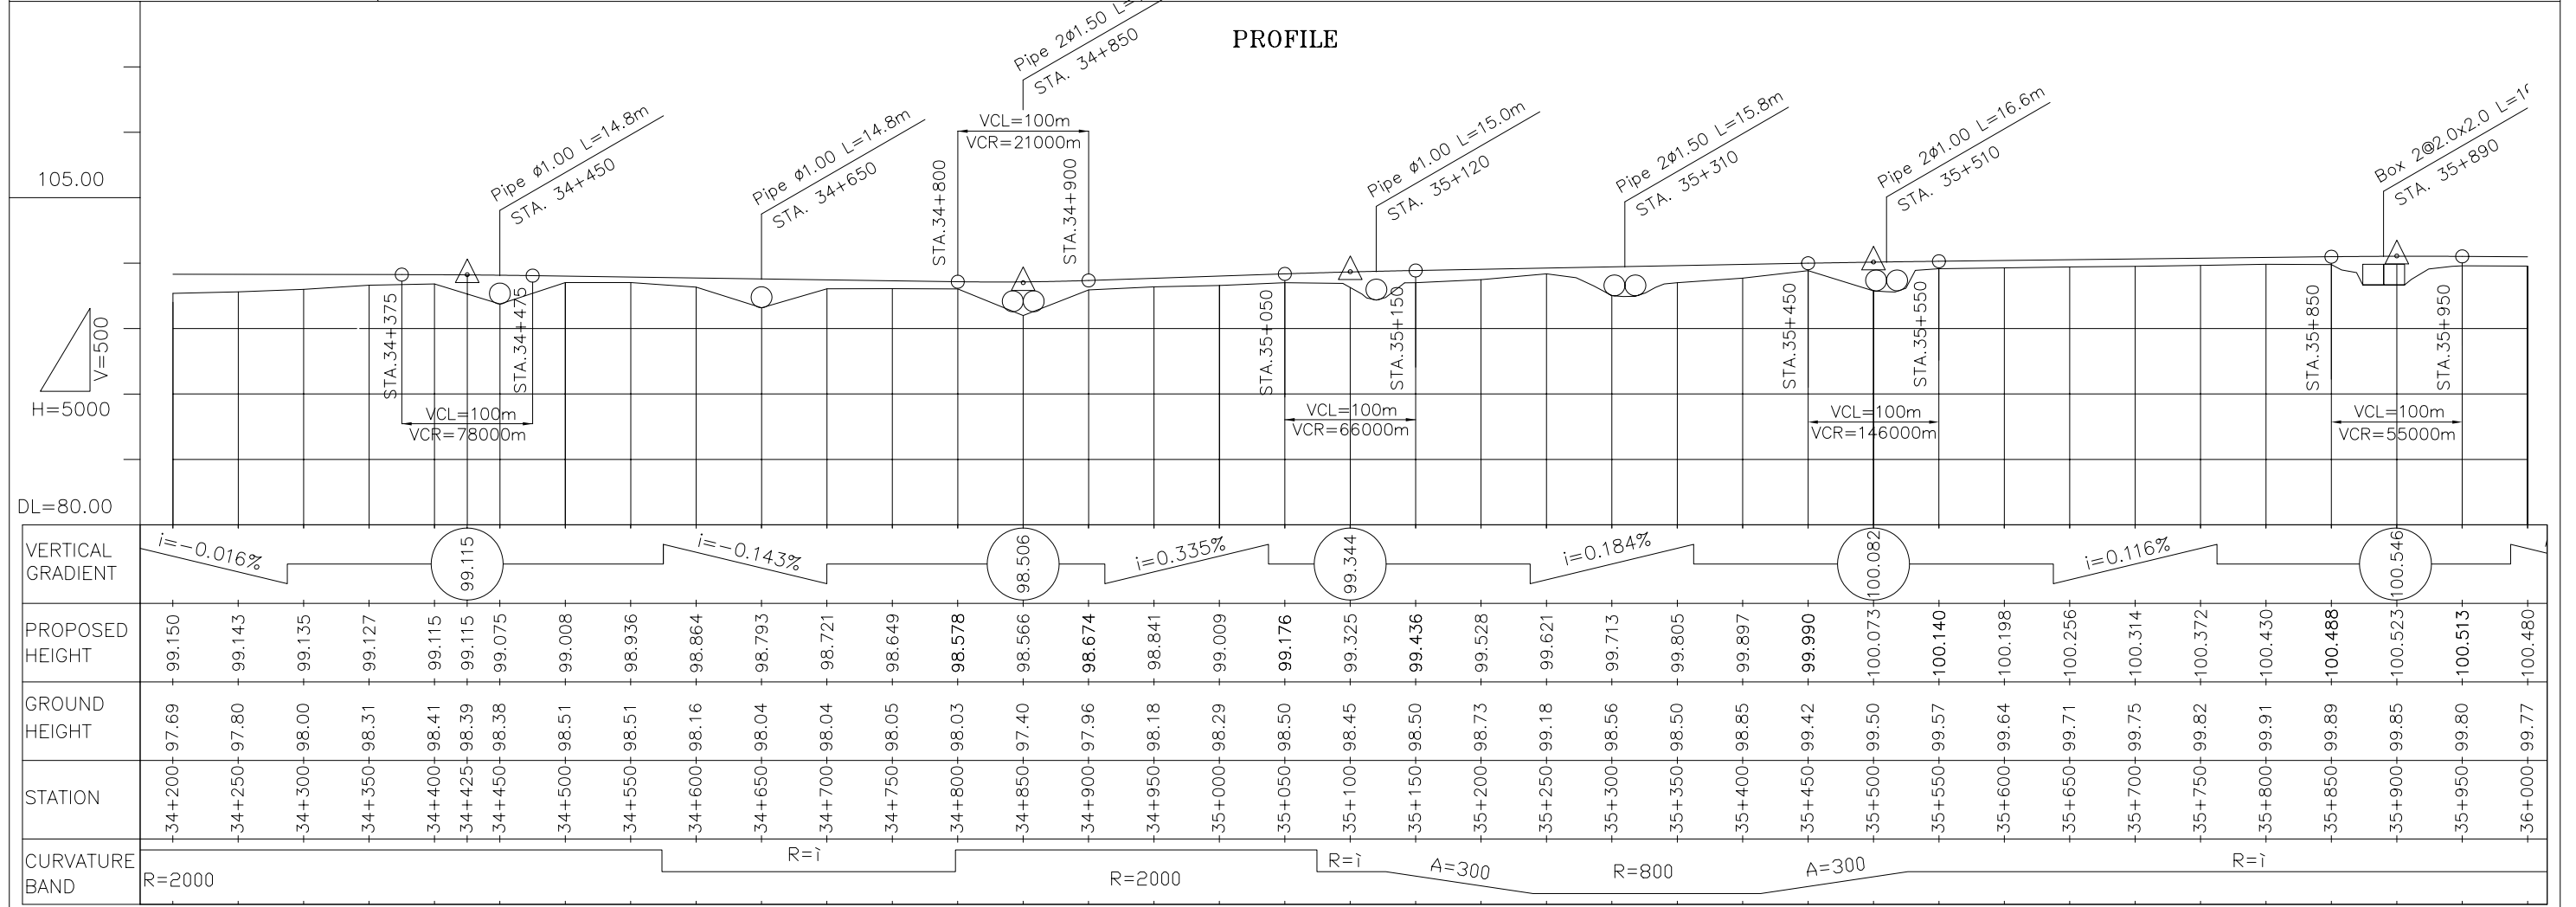 PROFILE
Pipe ø1.00 L=14.8m
STA. 34+450
Pipe ø1.00 L=14.8m
STA. 34+650
Pipe 2ø1.50
STA. 34+850
Pipe ø1.00 L=15.0m
STA. 35+120
Pipe 2ø1.50 L=15.8m
STA. 35+310
Pipe 2ø1.00 L=16.6m
STA. 35+510
Box 2@2.0x2.0
STA. 35+890
105.00
V=500
H=5000
DL=80.00
STA.34+375
STA.34+475
VCL=100m
VCR=78000m
STA.34+800
STA.34+900
VCL=100m
VCR=21000m
STA.35+050
STA.35+150
VCL=100m
VCR=66000m
STA.35+450
STA.35+550
VCL=100m
VCR=146000m
STA.35+850
STA.35+950
VCL=100m
VCR=55000m
VERTICAL
GRADIENT
i=-0.016% 99.115 i=-0.143% 98.506 i=0.335% 99.344 i=0.184% 100.082 i=0.116% 100.546
PROPOSED
HEIGHT
99.150 99.143 99.135 99.127 99.115 99.115 99.075 99.008 98.936 98.864 98.793 98.721 98.649 98.578 98.566 98.674 98.841 99.009 99.176 99.325 99.436 99.528 99.621 99.713 99.805 99.897 99.990 100.073 100.140 100.198 100.256 100.314 100.372 100.430 100.488 100.523 100.513 100.480
GROUND
HEIGHT
97.69 97.80 98.00 98.31 98.41 98.39 98.38 98.51 98.51 98.16 98.04 98.04 98.05 98.03 97.40 97.96 98.18 98.29 98.50 98.45 98.50 98.73 99.18 98.56 98.50 98.85 99.42 99.50 99.57 99.64 99.71 99.75 99.82 99.91 99.89 99.85 99.80 99.77
STATION
34+200 34+250 34+300 34+350 34+400 34+425 34+450 34+500 34+550 34+600 34+650 34+700 34+750 34+800 34+850 34+900 34+950 35+000 35+050 35+100 35+150 35+200 35+250 35+300 35+350 35+400 35+450 35+500 35+550 35+600 35+650 35+700 35+750 35+800 35+850 35+900 35+950 36+000
CURVATURE
BAND
R=2000 R=ì R=2000 R=ì A=300 R=800 A=300 R=ì